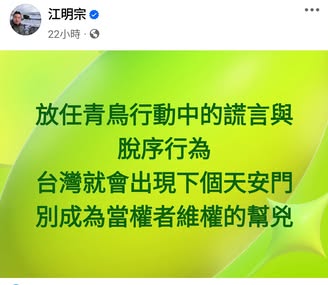 江明宗
22小時
放任青鳥行動中的謊言與
脫序行為
台灣就會出現下個天安門
別成為當權者維權的幫兇